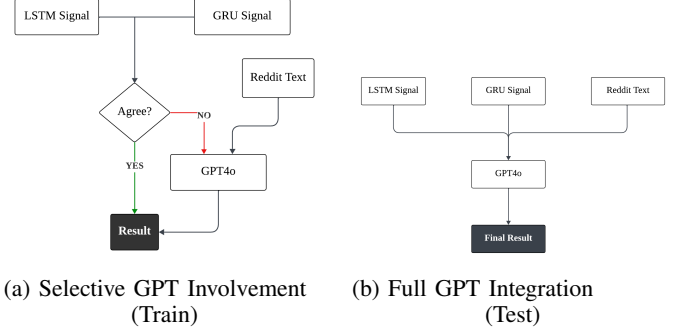 LSTM Signal
GRU Signal
Reddit Text
Agree?
NO
YES
GPT4o
Result
(a) Selective GPT Involvement
(Train)
LSTM Signal
GRU Signal
Reddit Text
GPT4o
Final Result
(b) Full GPT Integration
(Test)